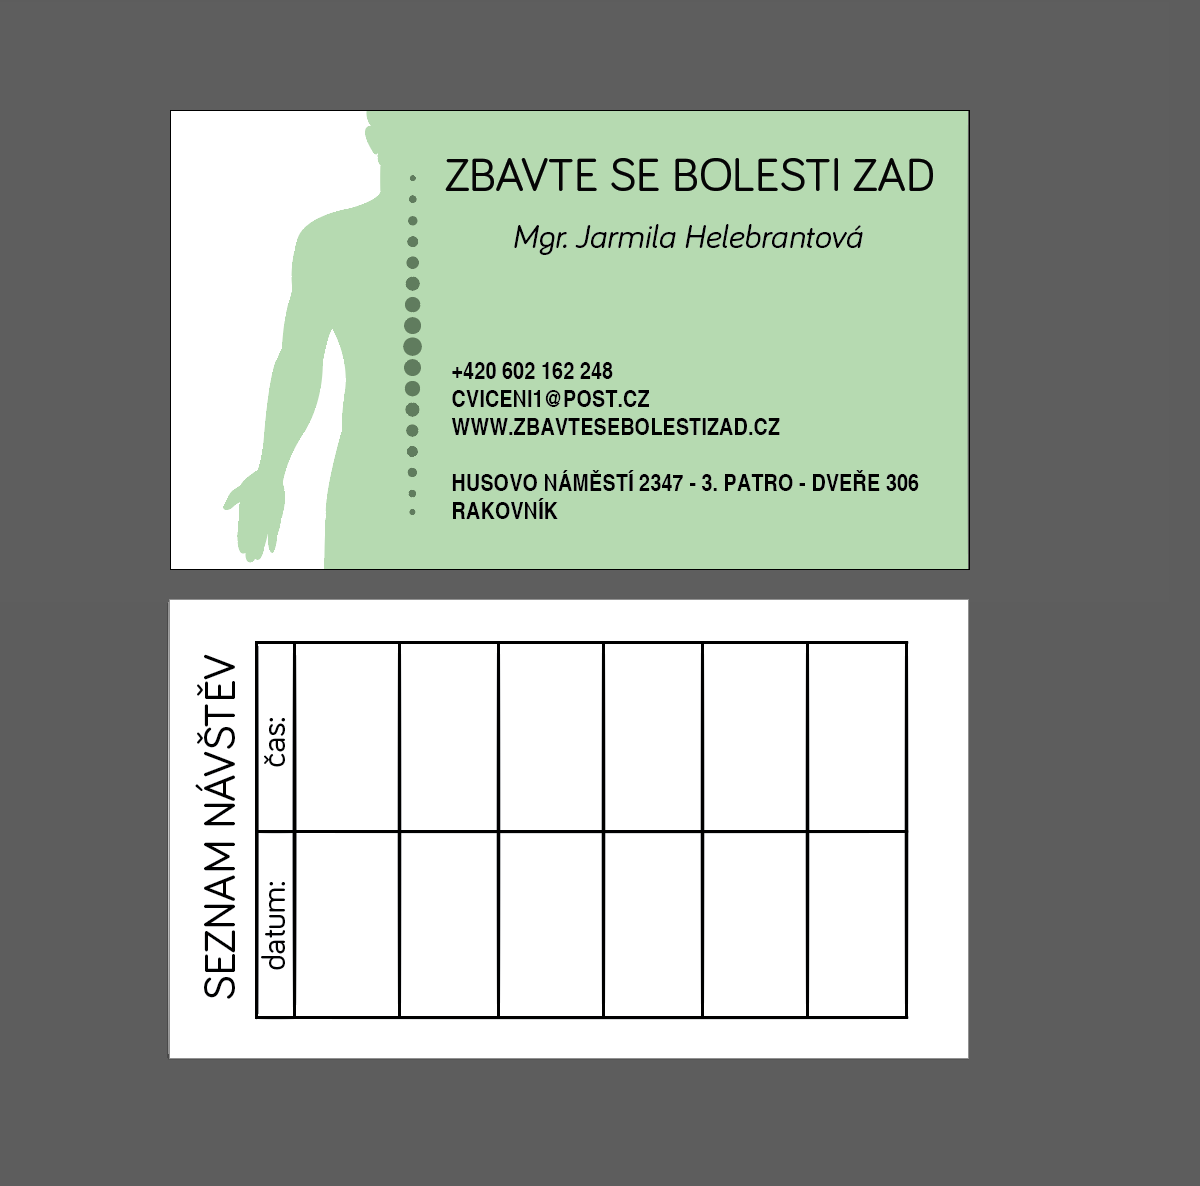 ZBAVTE SE BOLESTI ZAD
Mgr. Jarmila Helebrantová
+420 602 162 248
CVICENI1@POST.CZ
WWW.ZBAVTESEBOLESTIZAD.CZ
HUSOVO NÁMĚSTÍ 2347 - 3. PATRO - DVEŘE 306
RAKOVNÍK
SEZNAM NÁVŠTĚV
datum:
čas: